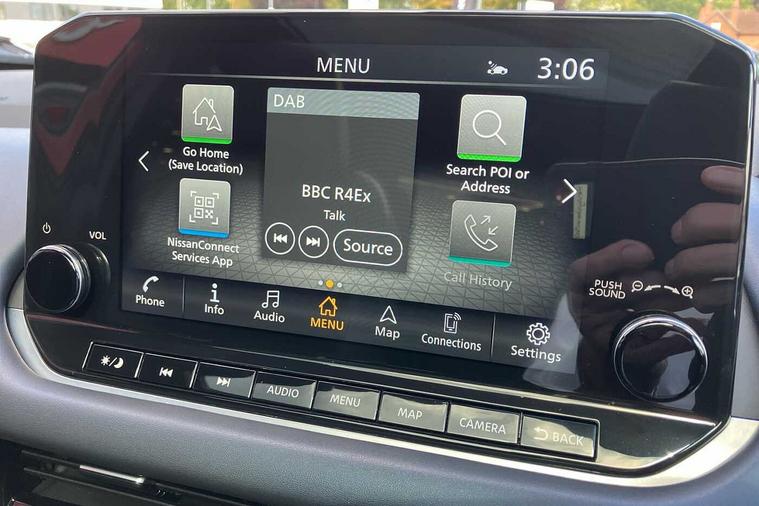 MENU
3:06
DAB
Go Home
(Save Location)
BBC R4Ex
Talk
Source
Search POI or
Address
NissanConnect
Services App
Call History
VOL
PUSH
SOUND
Phone
Info
Audio
MENU
Map
Connections
Settings
AUDIO
MENU
MAP
CAMERA
BACK